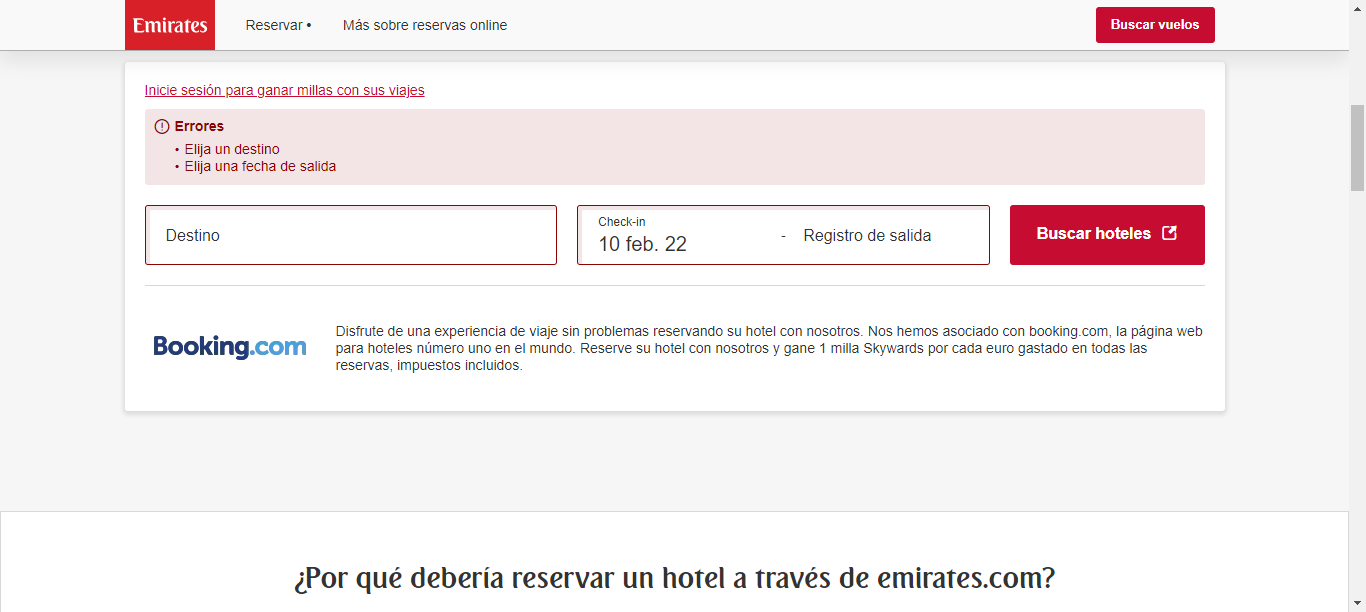 Emirates
Reservar •
Más sobre reservas online
Buscar vuelos
Inicie sesión para ganar millas con sus viajes
Errores
• Elija un destino
• Elija una fecha de salida
Destino
Check-in
10 feb. 22
-
Registro de salida
Buscar hoteles
Booking.com
Disfrute de una experiencia de viaje sin problemas reservando su hotel con nosotros. Nos hemos asociado con booking.com, la página web
para hoteles número uno en el mundo. Reserve su hotel con nosotros y gane 1 milla Skywards por cada euro gastado en todas las
reservas, impuestos incluidos.
¿Por qué debería reservar un hotel a través de emirates.com?